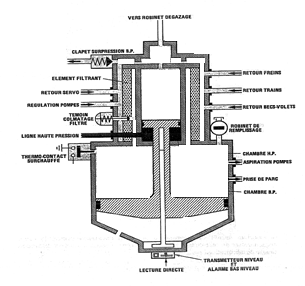 VERS ROBINET DEGAZAGE
CLAPET SURPRESSION B.P.
ELEMENT FILTRANT
RETOUR FREINS
RETOUR SERVO
RETOUR TRAINS
REGULATION POMPES
RETOUR BECS-VOLETS
TEMOIN
COLMATAGE
FILTRE
ROBINET DE
REMPLISSAGE
LIGNE HAUTE PRESSION
CHAMBRE H.P.
THERMO-CONTACT
SURCHAUFFE
ASPIRATION POMPES
PRISE DE PARC
CHAMBRE B.P.
TRANSMETTEUR NIVEAU
ET
ALARME BAS NIVEAU
LECTURE DIRECTE